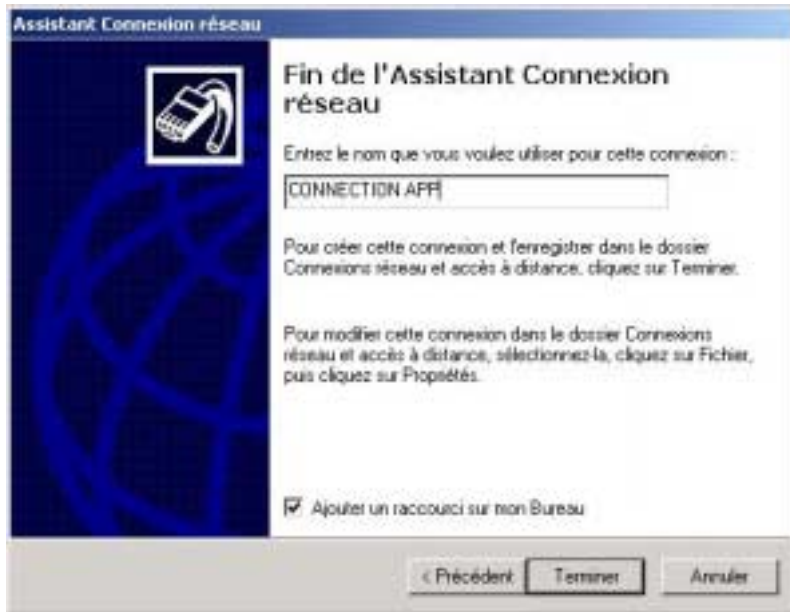 Assistant Connexion réseau
Fin de l'Assistant Connexion
réseau
Entrez le nom que vous voulez utiliser pour cette connexion :
CONNECTION APP
Pour créer cette connexion et l'enregistrer dans le dossier
Connexions réseau et accès à distance, cliquez sur Terminer.
Pour modifier cette connexion dans le dossier Connexions
réseau et accès à distance, sélectionnez-la, cliquez sur Fichier,
puis cliquez sur Propriétés.
Ajouter un raccourci sur mon Bureau
< Précédent
Terminer
Annuler